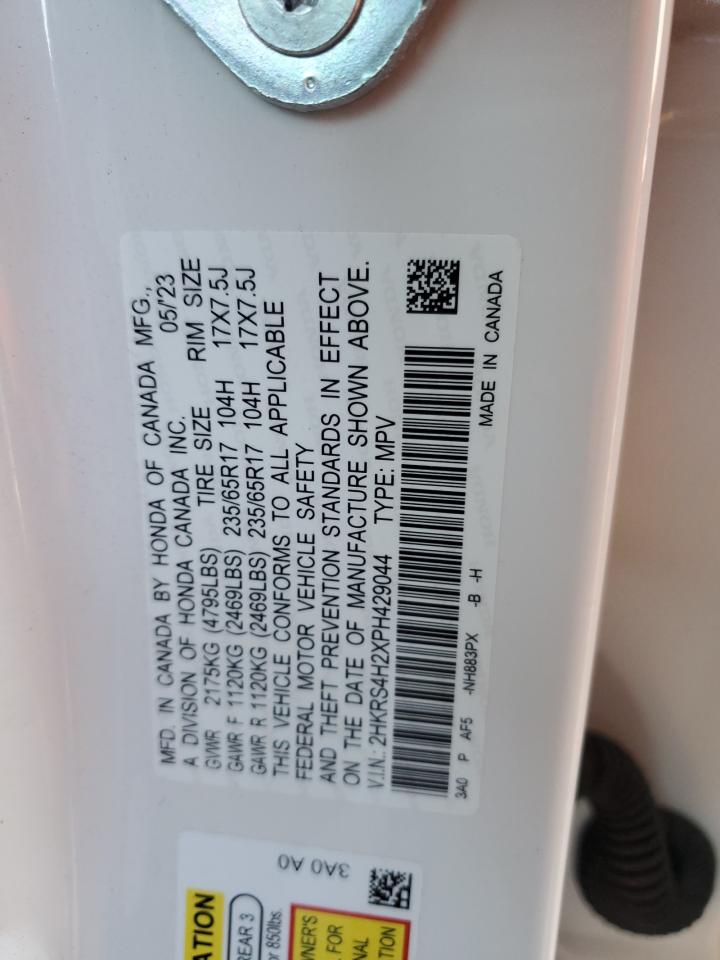 MFD. IN CANADA BY HONDA OF CANADA MFG.,
A DIVISION OF HONDA CANADA INC. 05/'23
GVWR 2175KG (4795LBS) TIRE SIZE RIM SIZE
GAWR F 1120KG (2469LBS) 235/65R17 104H 17X7.5J
GAWR R 1120KG (2469LBS) 235/65R17 104H 17X7.5J
THIS VEHICLE CONFORMS TO ALL APPLICABLE
FEDERAL MOTOR VEHICLE SAFETY
AND THEFT PREVENTION STANDARDS IN EFFECT
ON THE DATE OF MANUFACTURE SHOWN ABOVE.
V.I.N.: 2HKRS4H2XPH429044 TYPE: MPV
3A0 P AF5 -NH883PX -B -H
MADE IN CANADA
3A0 A0
REAR 3
or 850lbs.
FOR